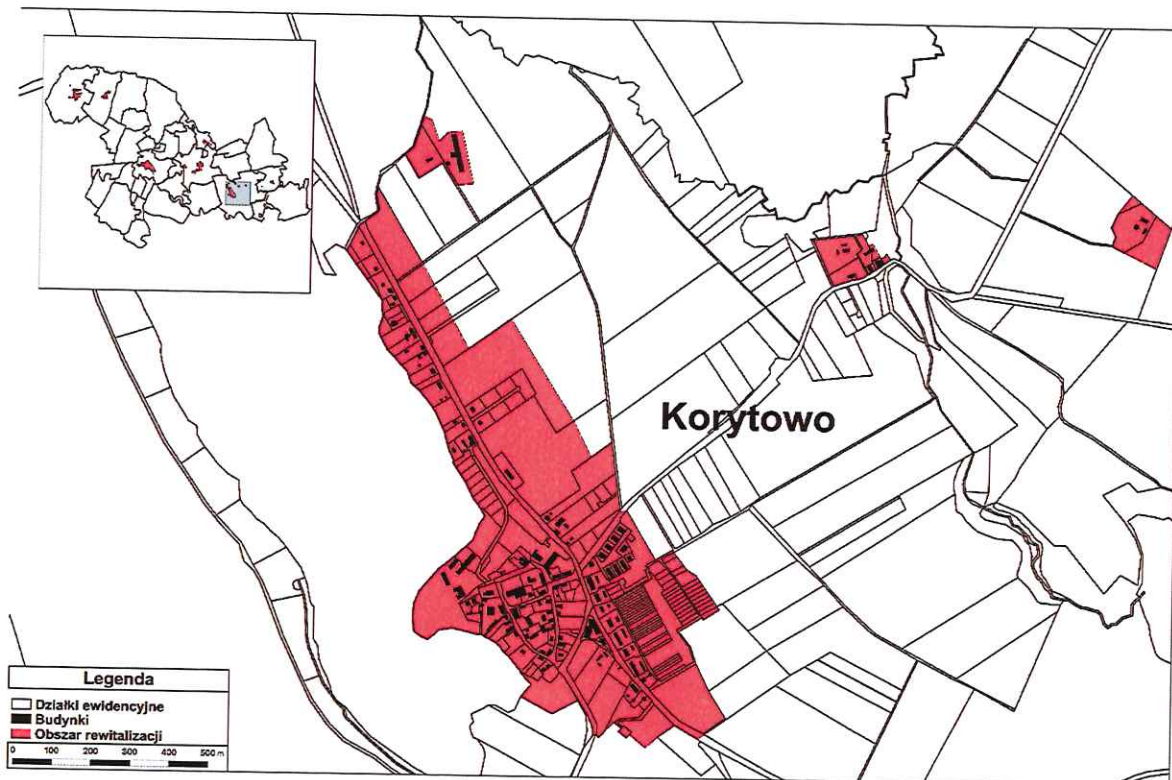 Korytowo
Legenda
Działki ewidencyjne
Budynki
Obszar rewitalizacji
0 100 200 300 400 500 m